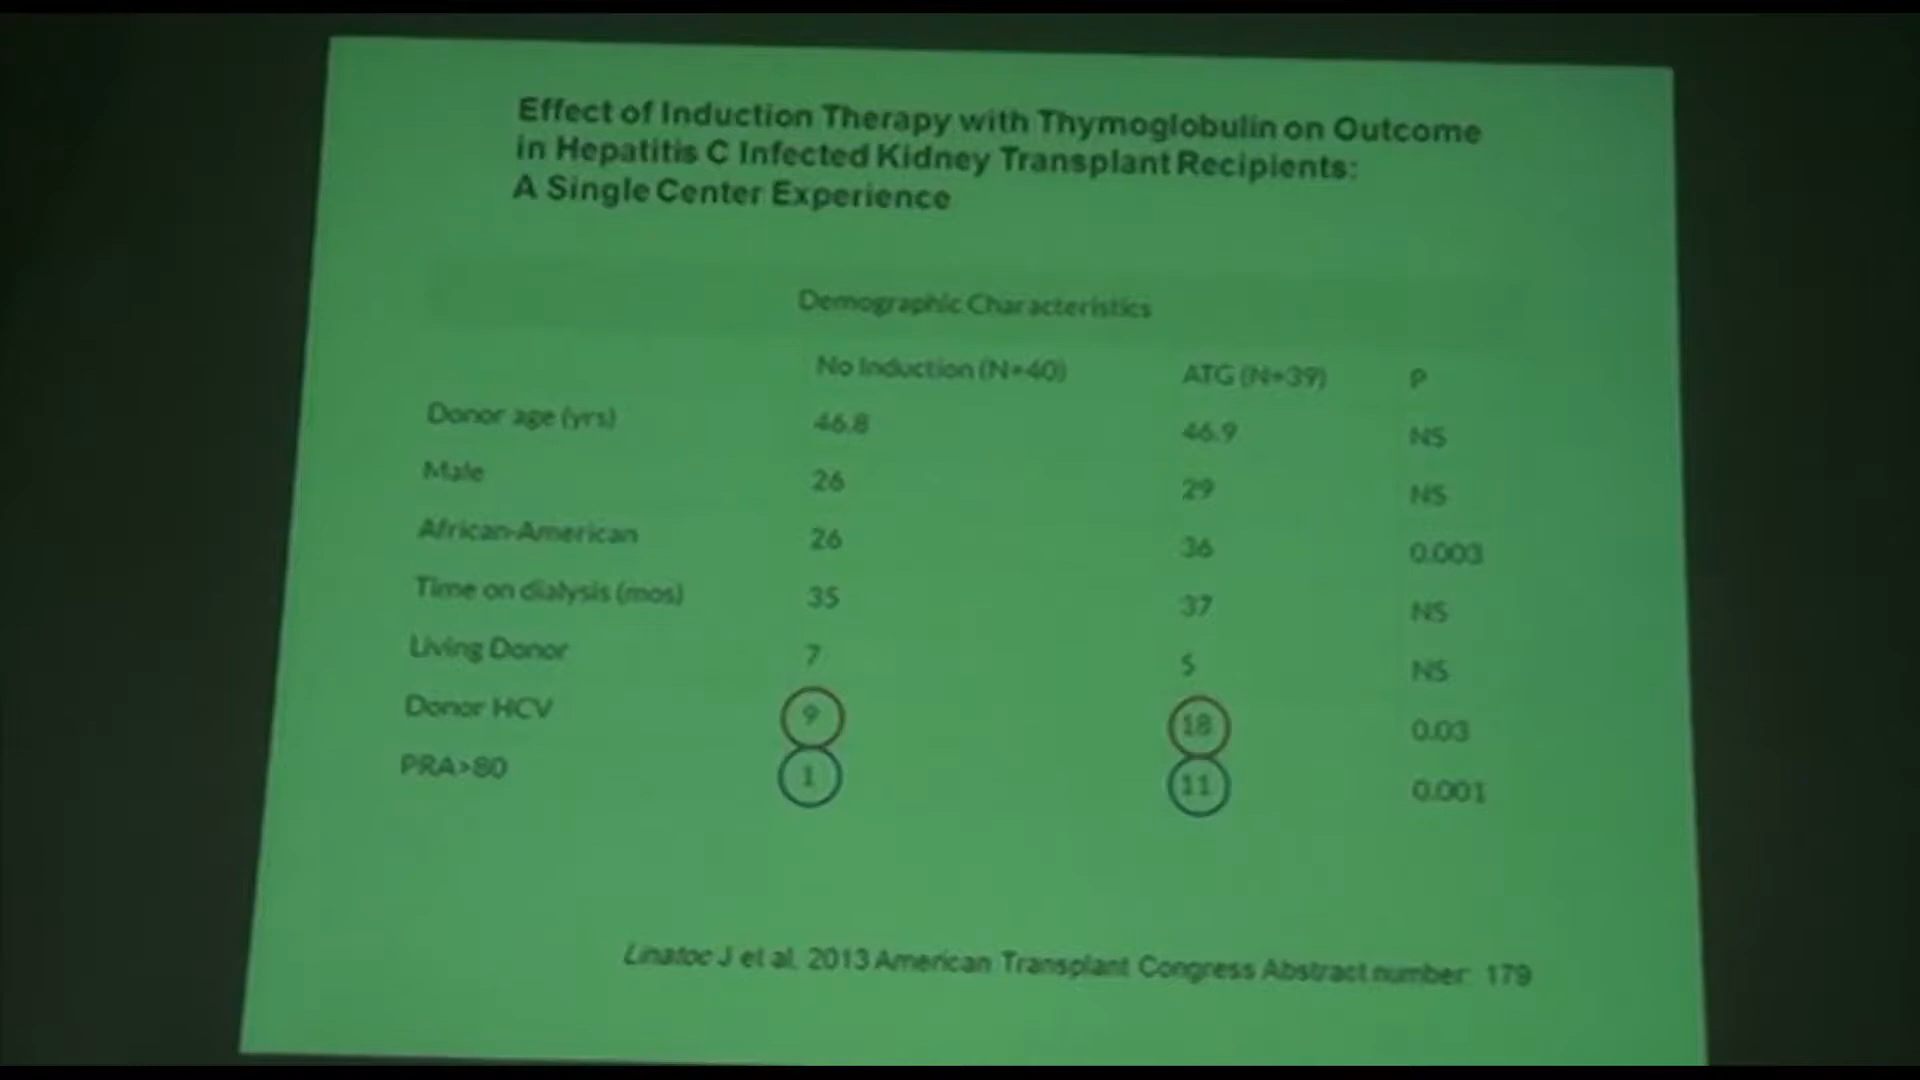 Effect of Induction Therapy with Thymoglobulin on Outcome
in Hepatitis C Infected Kidney Transplant Recipients:
A Single Center Experience
Demographic Characteristics
No Induction (N=40) ATG (N=39) P
Donor age (yrs) 46.8 46.9 NS
Male 26 29 NS
African-American 26 36 0.003
Time on dialysis (mos) 35 37 NS
Living Donor 7 5 NS
Donor HCV 9 18 0.03
PRA>80 1 11 0.001
Linatoc J et al. 2013 American Transplant Congress Abstract number: 179